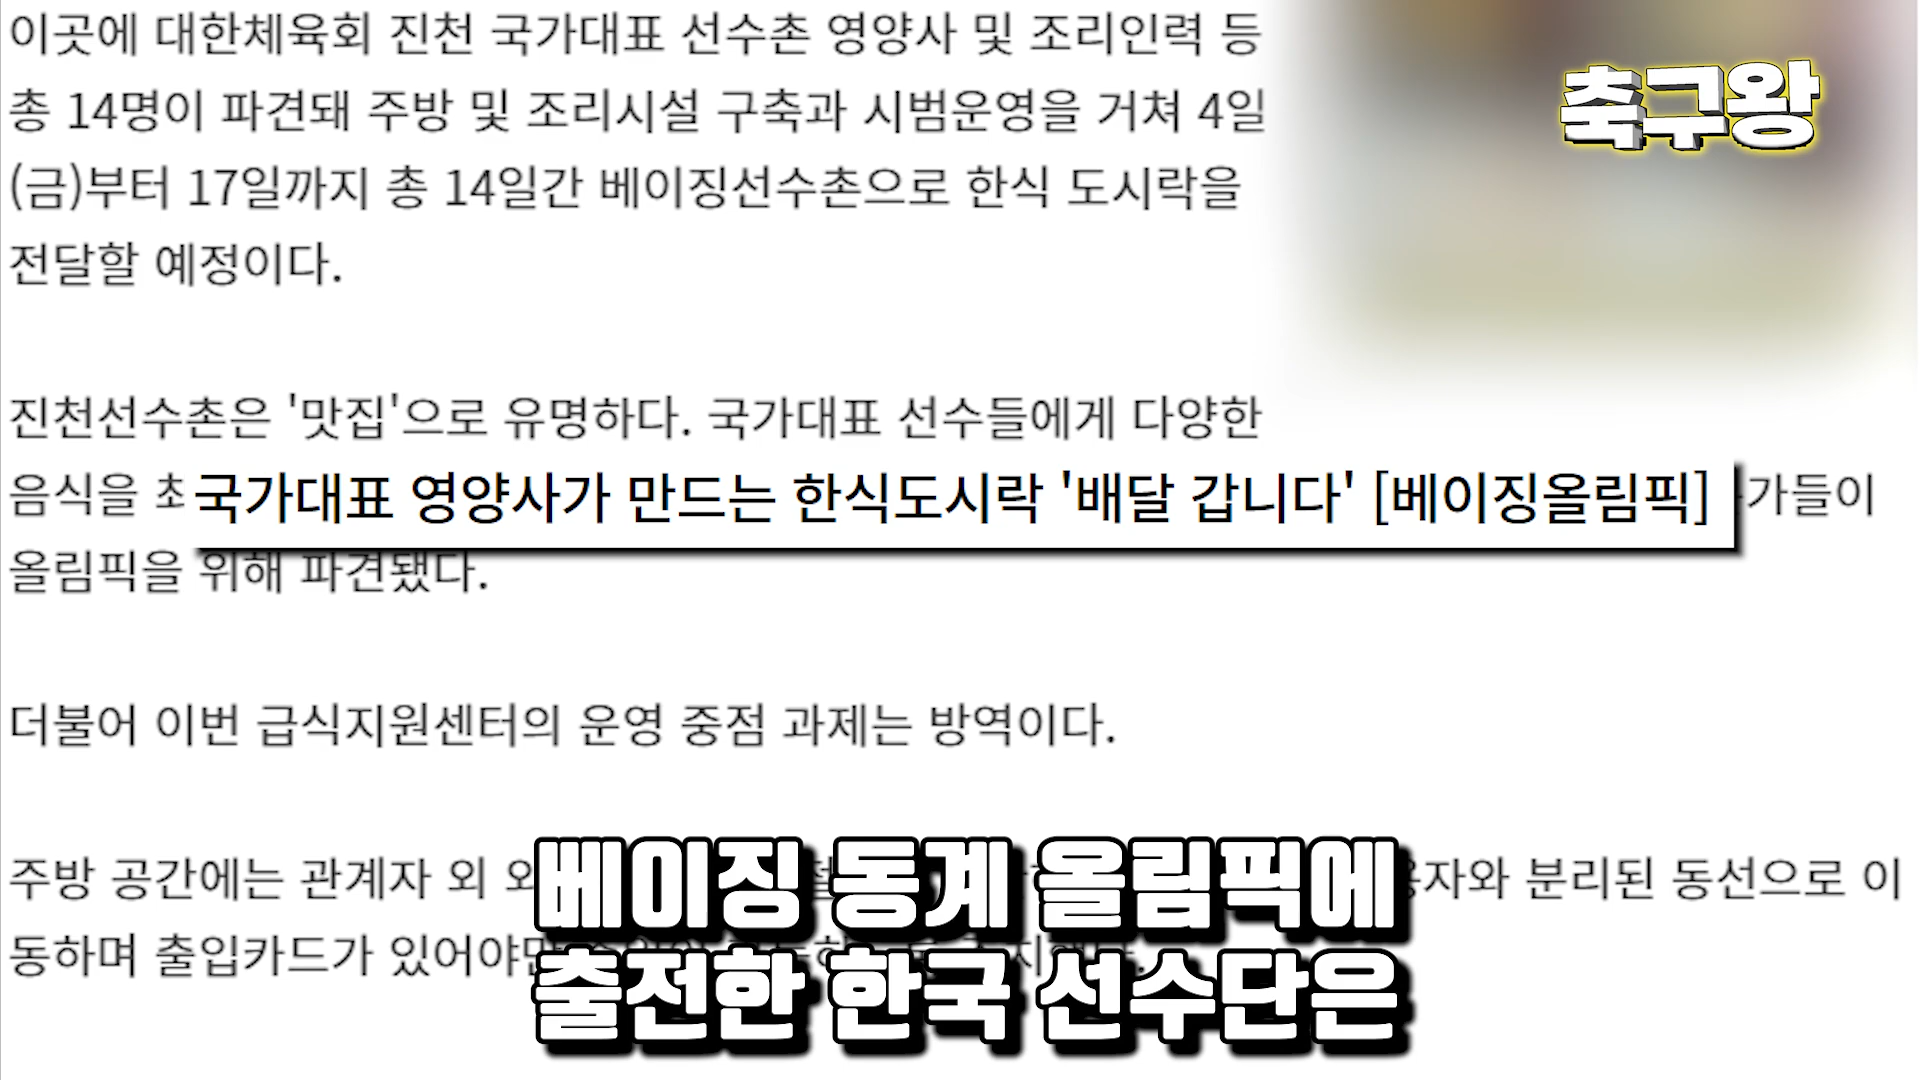 이곳에 대한체육회 진천 국가대표 선수촌 영양사 및 조리인력 등
총 14명이 파견돼 주방 및 조리시설 구축과 시범운영을 거쳐 4일
(금)부터 17일까지 총 14일간 베이징선수촌으로 한식 도시락을
전달할 예정이다.
축구왕
진천선수촌은 '맛집'으로 유명하다. 국가대표 선수들에게 다양한
음식을
국가대표 영양사가 만드는 한식도시락 '배달 갑니다' [베이징올림픽]
올림픽을 위해 파견됐다.
더불어 이번 급식지원센터의 운영 중점 과제는 방역이다.
주방 공간에는 관계자 외 분리된 동선으로 이
동하며 출입카드가
베이징 동계 올림픽에
출전한 한국 선수단은